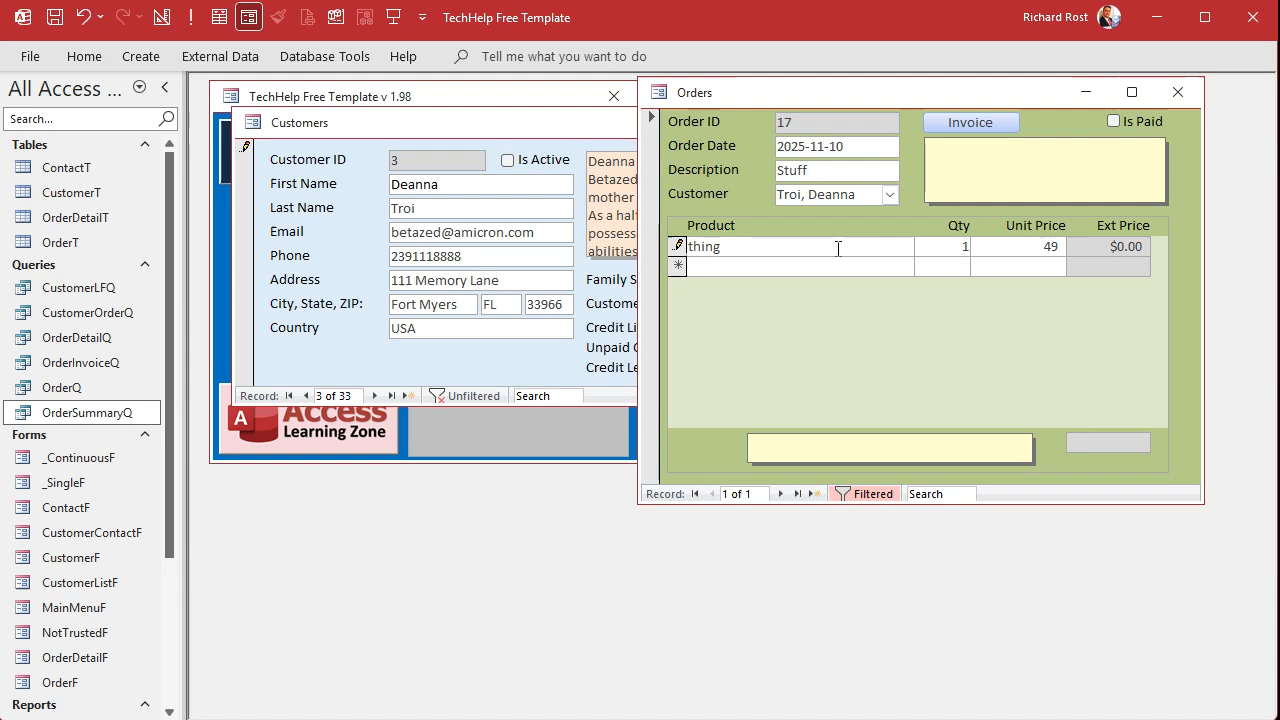 TechHelp Free Template
Richard Rost
File
Home
Create
External Data
Database Tools
Help
Tell me what you want to do
All Access ...
Search...
Tables
ContactT
CustomerT
OrderDetailT
OrderT
Queries
CustomerLFQ
CustomerOrderQ
OrderDetailQ
OrderInvoiceQ
OrderQ
OrderSummaryQ
Forms
_ContinuousF
_SingleF
ContactF
CustomerContactF
CustomerF
CustomerListF
MainMenuF
NotTrustedF
OrderDetailF
OrderF
Reports
TechHelp Free Template v 1.98
Customers
Customer ID 3 Is Active
First Name Deanna
Last Name Troi
Email betazed@amicron.com
Phone 2391118888
Address 111 Memory Lane
City, State, ZIP: Fort Myers FL 33966
Country USA
Deanna
Betazed
mother
As a half
possess
abilities
Family S
Custome
Credit Li
Unpaid O
Credit Le
Record: 3 of 33 Unfiltered Search
A Access
Learning Zone
Orders
Order ID 17 Invoice Is Paid
Order Date 2025-11-10
Description Stuff
Customer Troi, Deanna
Product Qty Unit Price Ext Price
thing 1 49 $0.00
Record: 1 of 1 Filtered Search